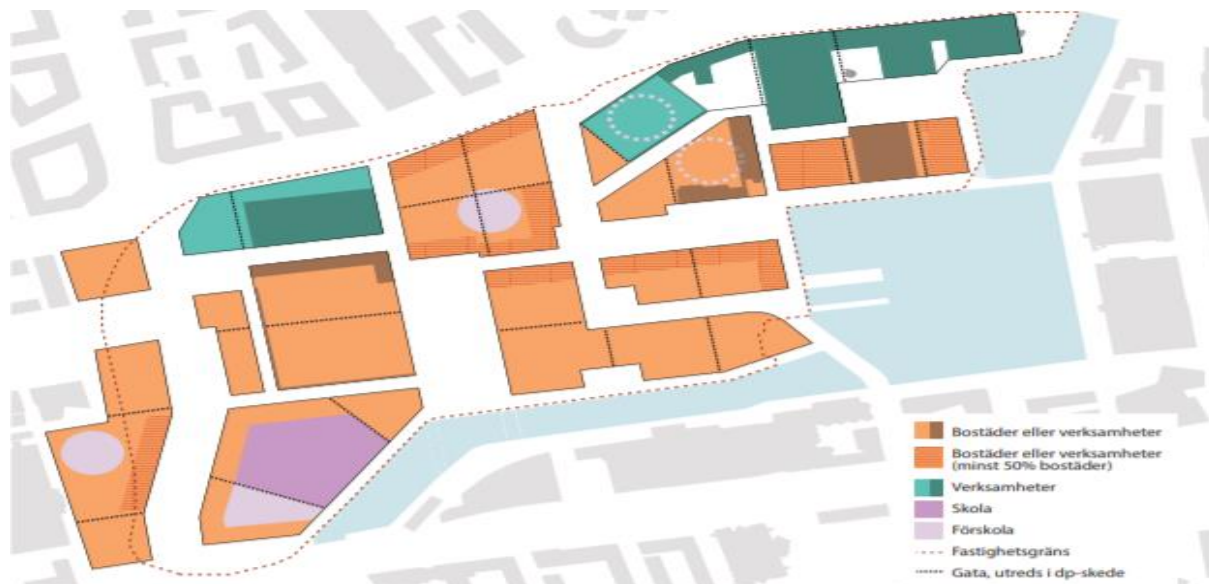 Bostäder eller verksamheter
Bostäder eller verksamheter
(minst 50% bostäder)
Verksamheter
Skola
Förskola
Fastighetsgräns
Gata, utreds i dp-skede